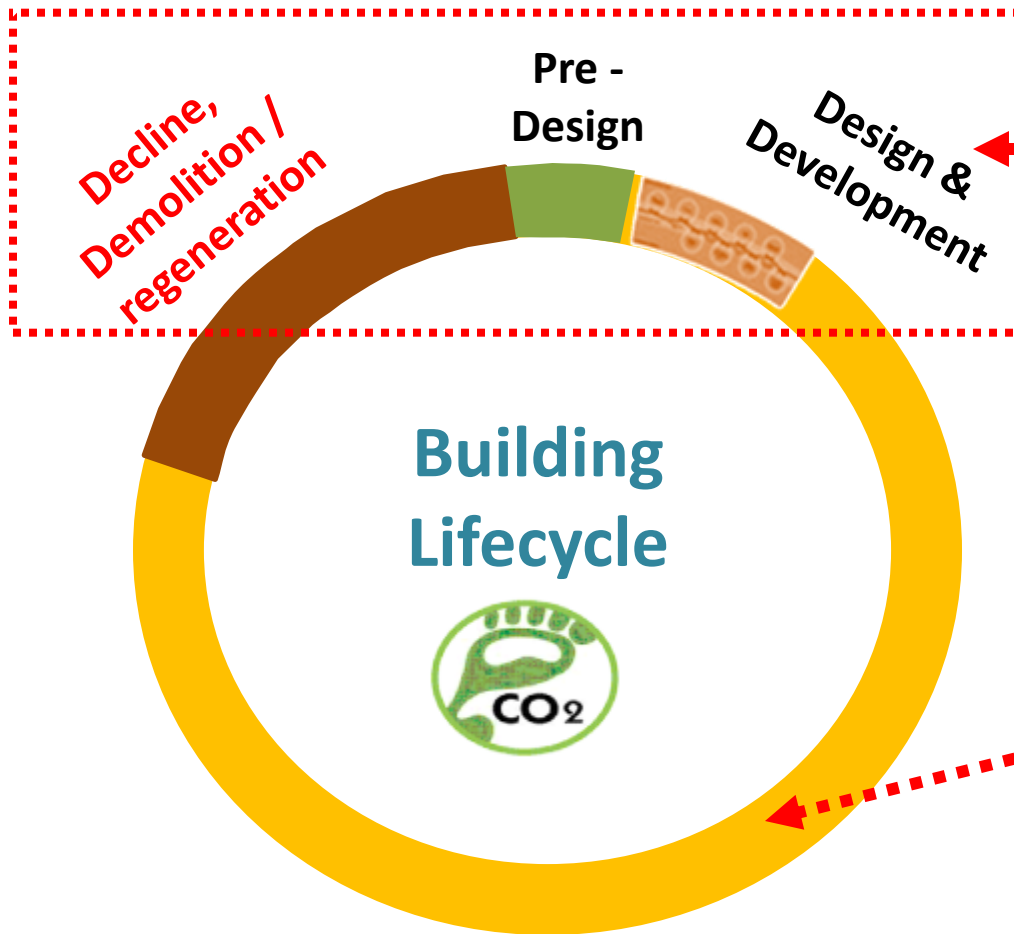 Pre -
Design
Decline,
Demolition /
regeneration
Design &
Development
Building
Lifecycle
CO2